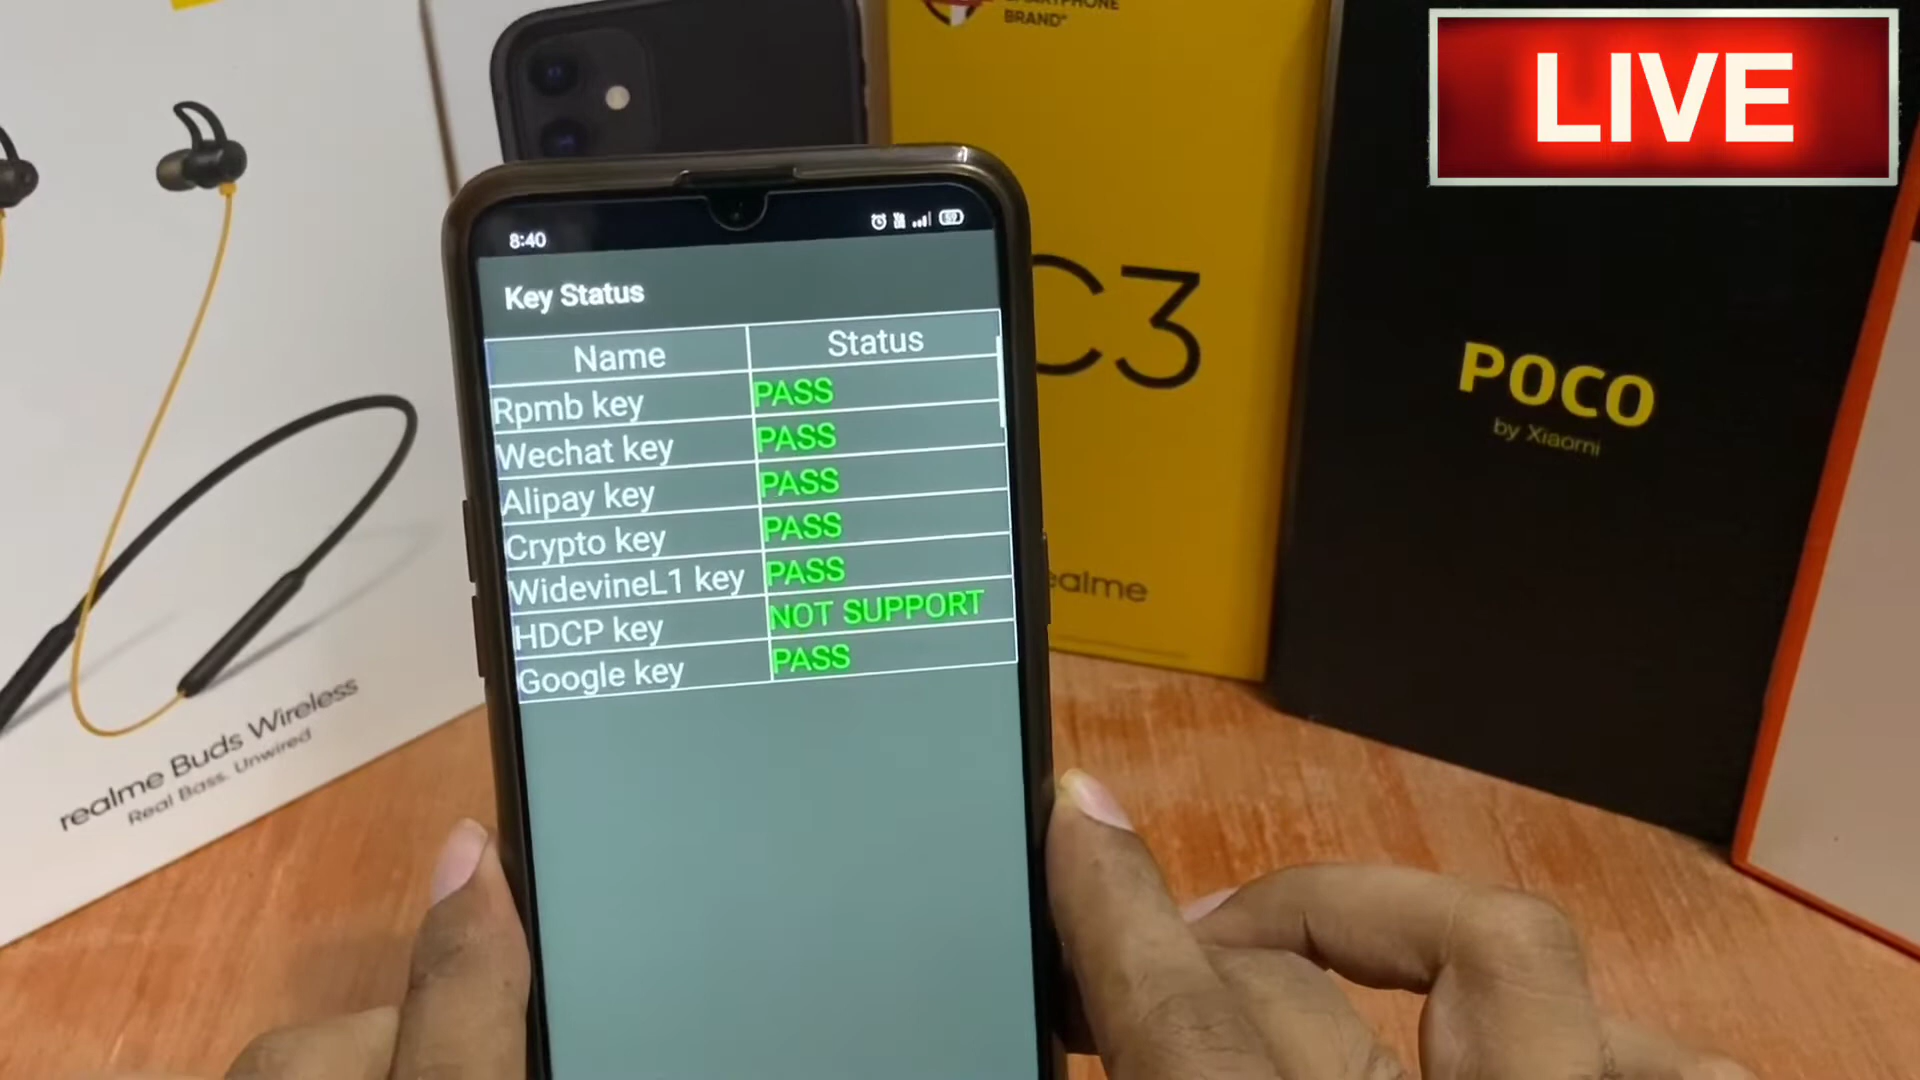 SMARTPHONE
BRAND*
LIVE
8:40
Key Status
Name Status
Rpmb key PASS
Wechat key PASS
Alipay key PASS
Crypto key PASS
WidevineL1 key PASS
HDCP key NOT SUPPORT
Google key PASS
C3
realme
POCO
by Xiaomi
realme Buds Wireless
Real Bass. Unwired